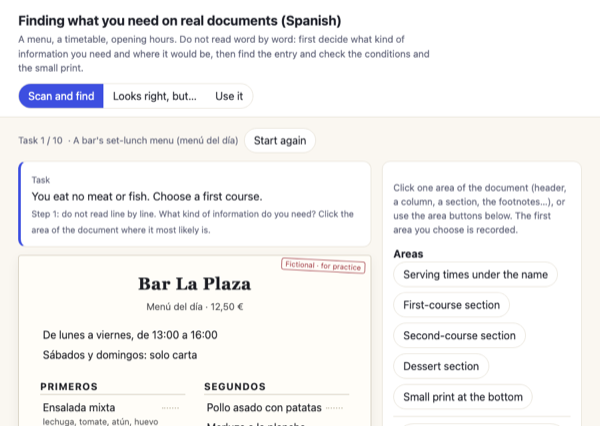 Finding what you need on real documents (Spanish)
A menu, a timetable, opening hours. Do not read word by word: first decide what kind of
information you need and where it would be, then find the entry and check the conditions and
the small print.
Scan and find
Looks right, but...
Use it
Task 1 / 10 · A bar's set-lunch menu (menú del día)
Start again
Task
You eat no meat or fish. Choose a first course.
Step 1: do not read line by line. What kind of information do you need? Click the
area of the document where it most likely is.
Fictional · for practice
Bar La Plaza
Menú del día · 12,50 €
De lunes a viernes, de 13:00 a 16:00
Sábados y domingos: solo carta
PRIMEROS
Ensalada mixta
lechuga, tomate, atún, huevo
SEGUNDOS
Pollo asado con patatas
Click one area of the document (header,
a column, a section, the footnotes...), or
use the area buttons below. The first
area you choose is recorded.
Areas
Serving times under the name
First-course section
Second-course section
Dessert section
Small print at the bottom